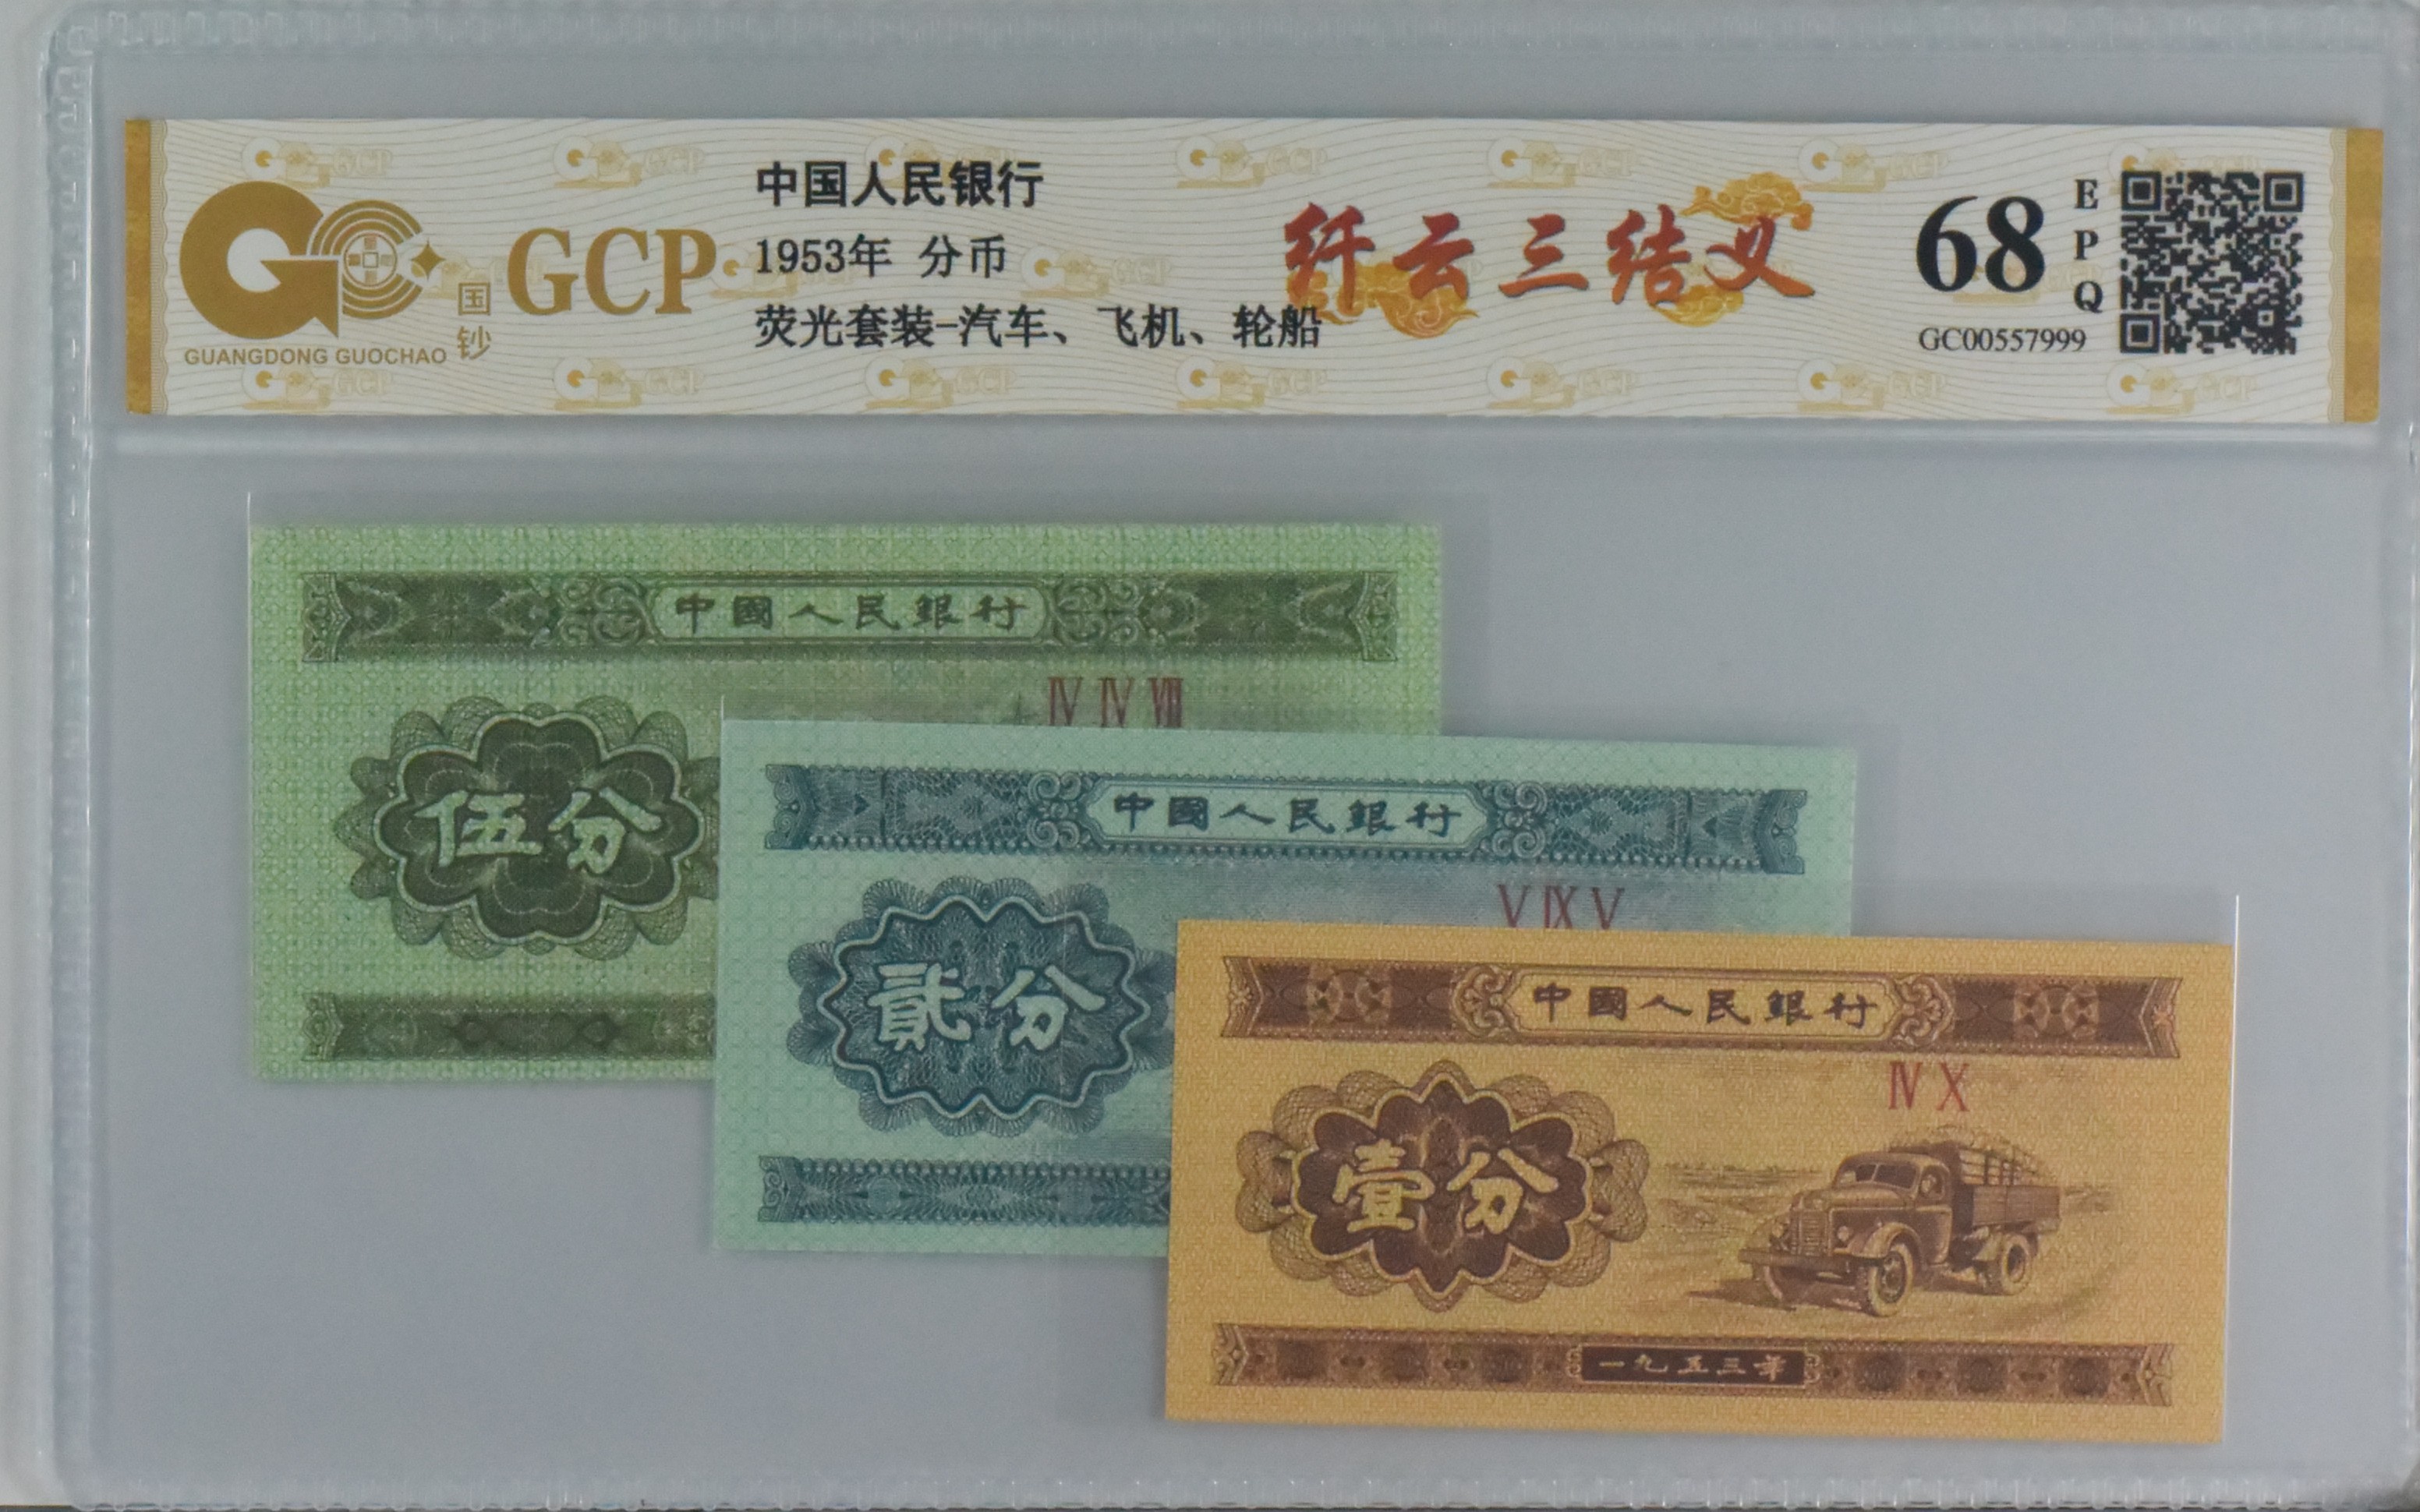 GCP
国钞
GUANGDONG GUOCHAO
中国人民银行
1953年 分币
荧光套装-汽车、飞机、轮船
纤云三结义
68
EPQ
GC00557999
中國人民銀行
IV IV VIII
伍分
中國人民銀行
V IX V
貳分
中國人民銀行
IV X
壹分
一九五三年